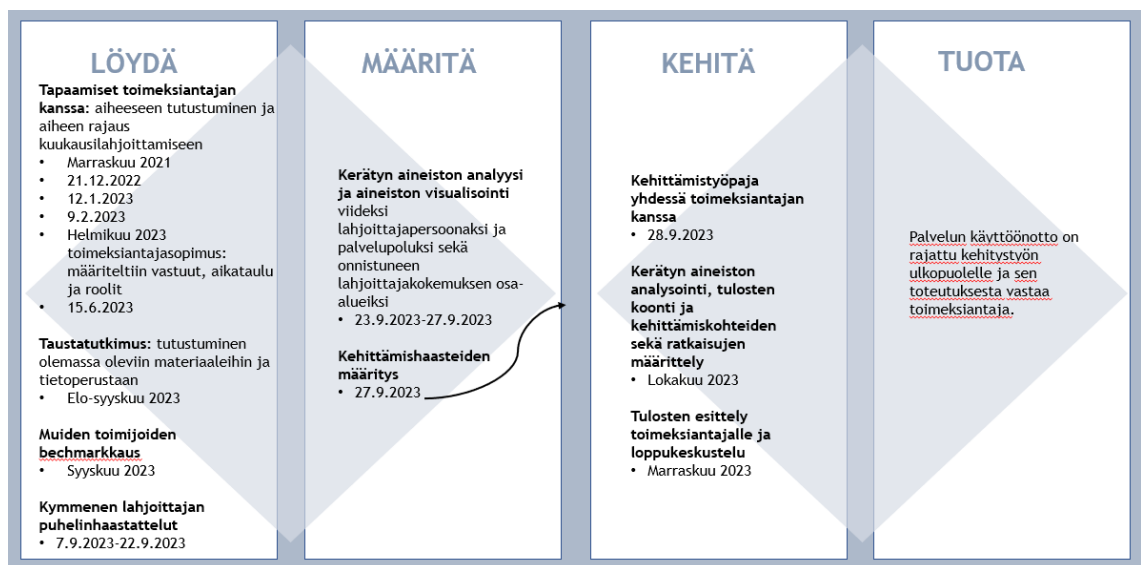 LÖYDÄ
Tapaamiset toimeksiantajan
kanssa: aiheeseen tutustuminen ja
aiheen rajaus
kuukausilahjoittamiseen
• Marraskuu 2021
• 21.12.2022
• 12.1.2023
• 9.2.2023
• Helmikuu 2023
toimeksiantajasopimus:
määriteltiin vastuut, aikataulu
ja roolit
• 15.6.2023
Taustatutkimus: tutustuminen
olemassa oleviin materiaaleihin ja
tietoperustaan
• Elo-syyskuu 2023
Muiden toimijoiden
bechmarkkaus
• Syyskuu 2023
Kymmenen lahjoittajan
puhelinhaastattelut
• 7.9.2023-22.9.2023
MÄÄRITÄ
Kerätyn aineiston analyysi
ja aineiston visualisointi
viideksi
lahjoittajapersoonaksi ja
palvelupoluksi sekä
onnistuneen
lahjoittajakokemuksen osa-
alueiksi
• 23.9.2023-27.9.2023
Kehittämishaasteiden
määritys
• 27.9.2023
KEHITÄ
Kehittämistyöpaja
yhdessä toimeksiantajan
kanssa
• 28.9.2023
Kerätyn aineiston
analysointi, tulosten
koonti ja
kehittämiskohteiden
sekä ratkaisujen
määrittely
• Lokakuu 2023
Tulosten esittely
toimeksiantajalle ja
loppukeskustelu
• Marraskuu 2023
TUOTA
Palvelun käyttöönotto on
rajattu kehitystyön
ulkopuolelle ja sen
toteutuksesta vastaa
toimeksiantaja.